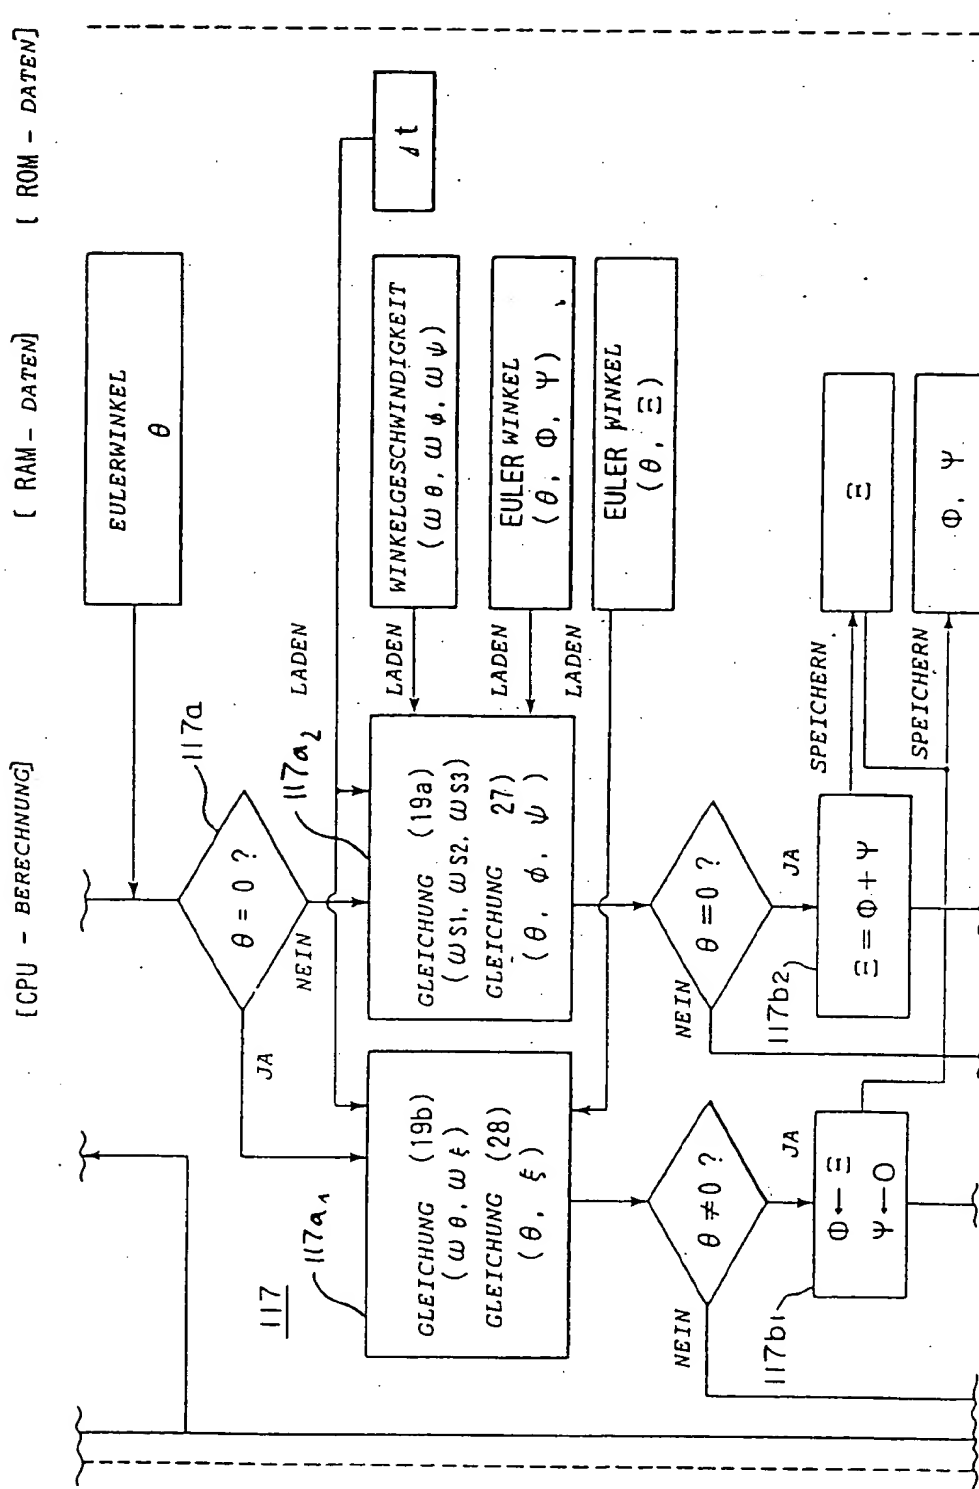 [CPU - BERECHNUNG]
[RAM - DATEN]
[ROM - DATEN]
EULERWINKEL
θ
117a
θ = 0 ?
JA
NEIN
LADEN
Δt
117
117a1
GLEICHUNG (19b)
(ωθ, ωξ)
GLEICHUNG (28)
(θ, ξ)
117a2
GLEICHUNG (19a)
(ωS1, ωS2, ωS3)
GLEICHUNG 27)
(θ, φ, ψ)
LADEN
WINKELGESCHWINDIGKEIT
(ωθ, ωφ, ωψ)
LADEN
EULER WINKEL
(θ, Φ, Ψ)
LADEN
EULER WINKEL
(θ, Ξ)
NEIN
θ ≠ 0 ?
JA
NEIN
θ = 0 ?
JA
117b1
Φ ← Ξ
Ψ ← 0
117b2
Ξ = Φ + Ψ
SPEICHERN
Ξ
SPEICHERN
Φ, Ψ